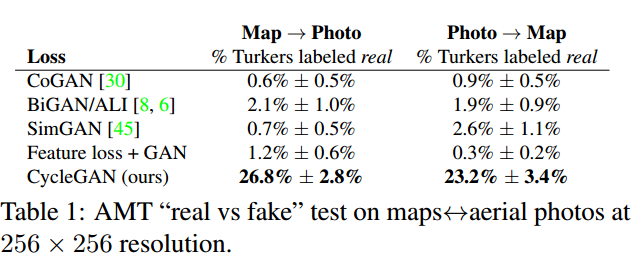 Map → Photo Photo → Map
Loss % Turkers labeled real % Turkers labeled real
CoGAN [30] 0.6% ± 0.5% 0.9% ± 0.5%
BiGAN/ALI [8, 6] 2.1% ± 1.0% 1.9% ± 0.9%
SimGAN [45] 0.7% ± 0.5% 2.6% ± 1.1%
Feature loss + GAN 1.2% ± 0.6% 0.3% ± 0.2%
CycleGAN (ours) 26.8% ± 2.8% 23.2% ± 3.4%
Table 1: AMT “real vs fake” test on maps↔aerial photos at
256 × 256 resolution.